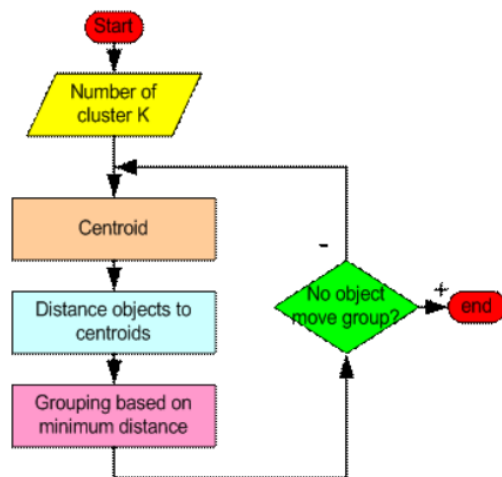 Start
Number of
cluster K
Centroid
Distance objects to
centroids
Grouping based on
minimum distance
-
No object
move group?
+
end